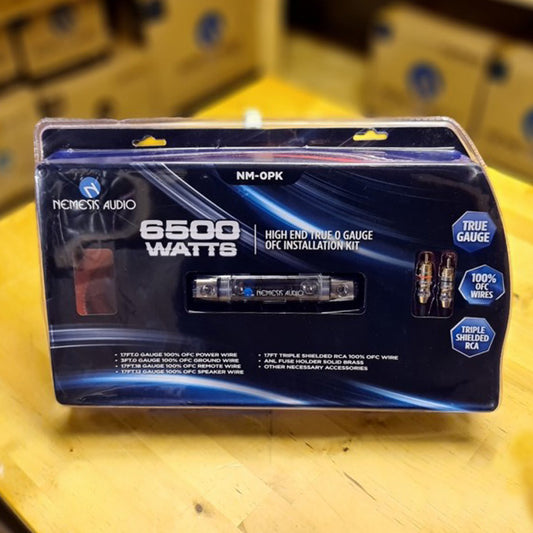 NM-OPK
NEMESIS AUDIO
6500
WATTS
HIGH END TRUE 0 GAUGE
OFC INSTALLATION KIT
TRUE
GAUGE
100%
OFC
WIRES
TRIPLE
SHIELDED
RCA
NEMESIS AUDIO
• 17FT.0 GAUGE 100% OFC POWER WIRE
• 3FT.0 GAUGE 100% OFC GROUND WIRE
• 17FT.18 GAUGE 100% OFC REMOTE WIRE
• 17FT.12 GAUGE 100% OFC SPEAKER WIRE
• 17FT TRIPLE SHIELDED RCA 100% OFC WIRE
• ANL FUSE HOLDER SOLID BRASS
• OTHER NECESSARY ACCESSORIES